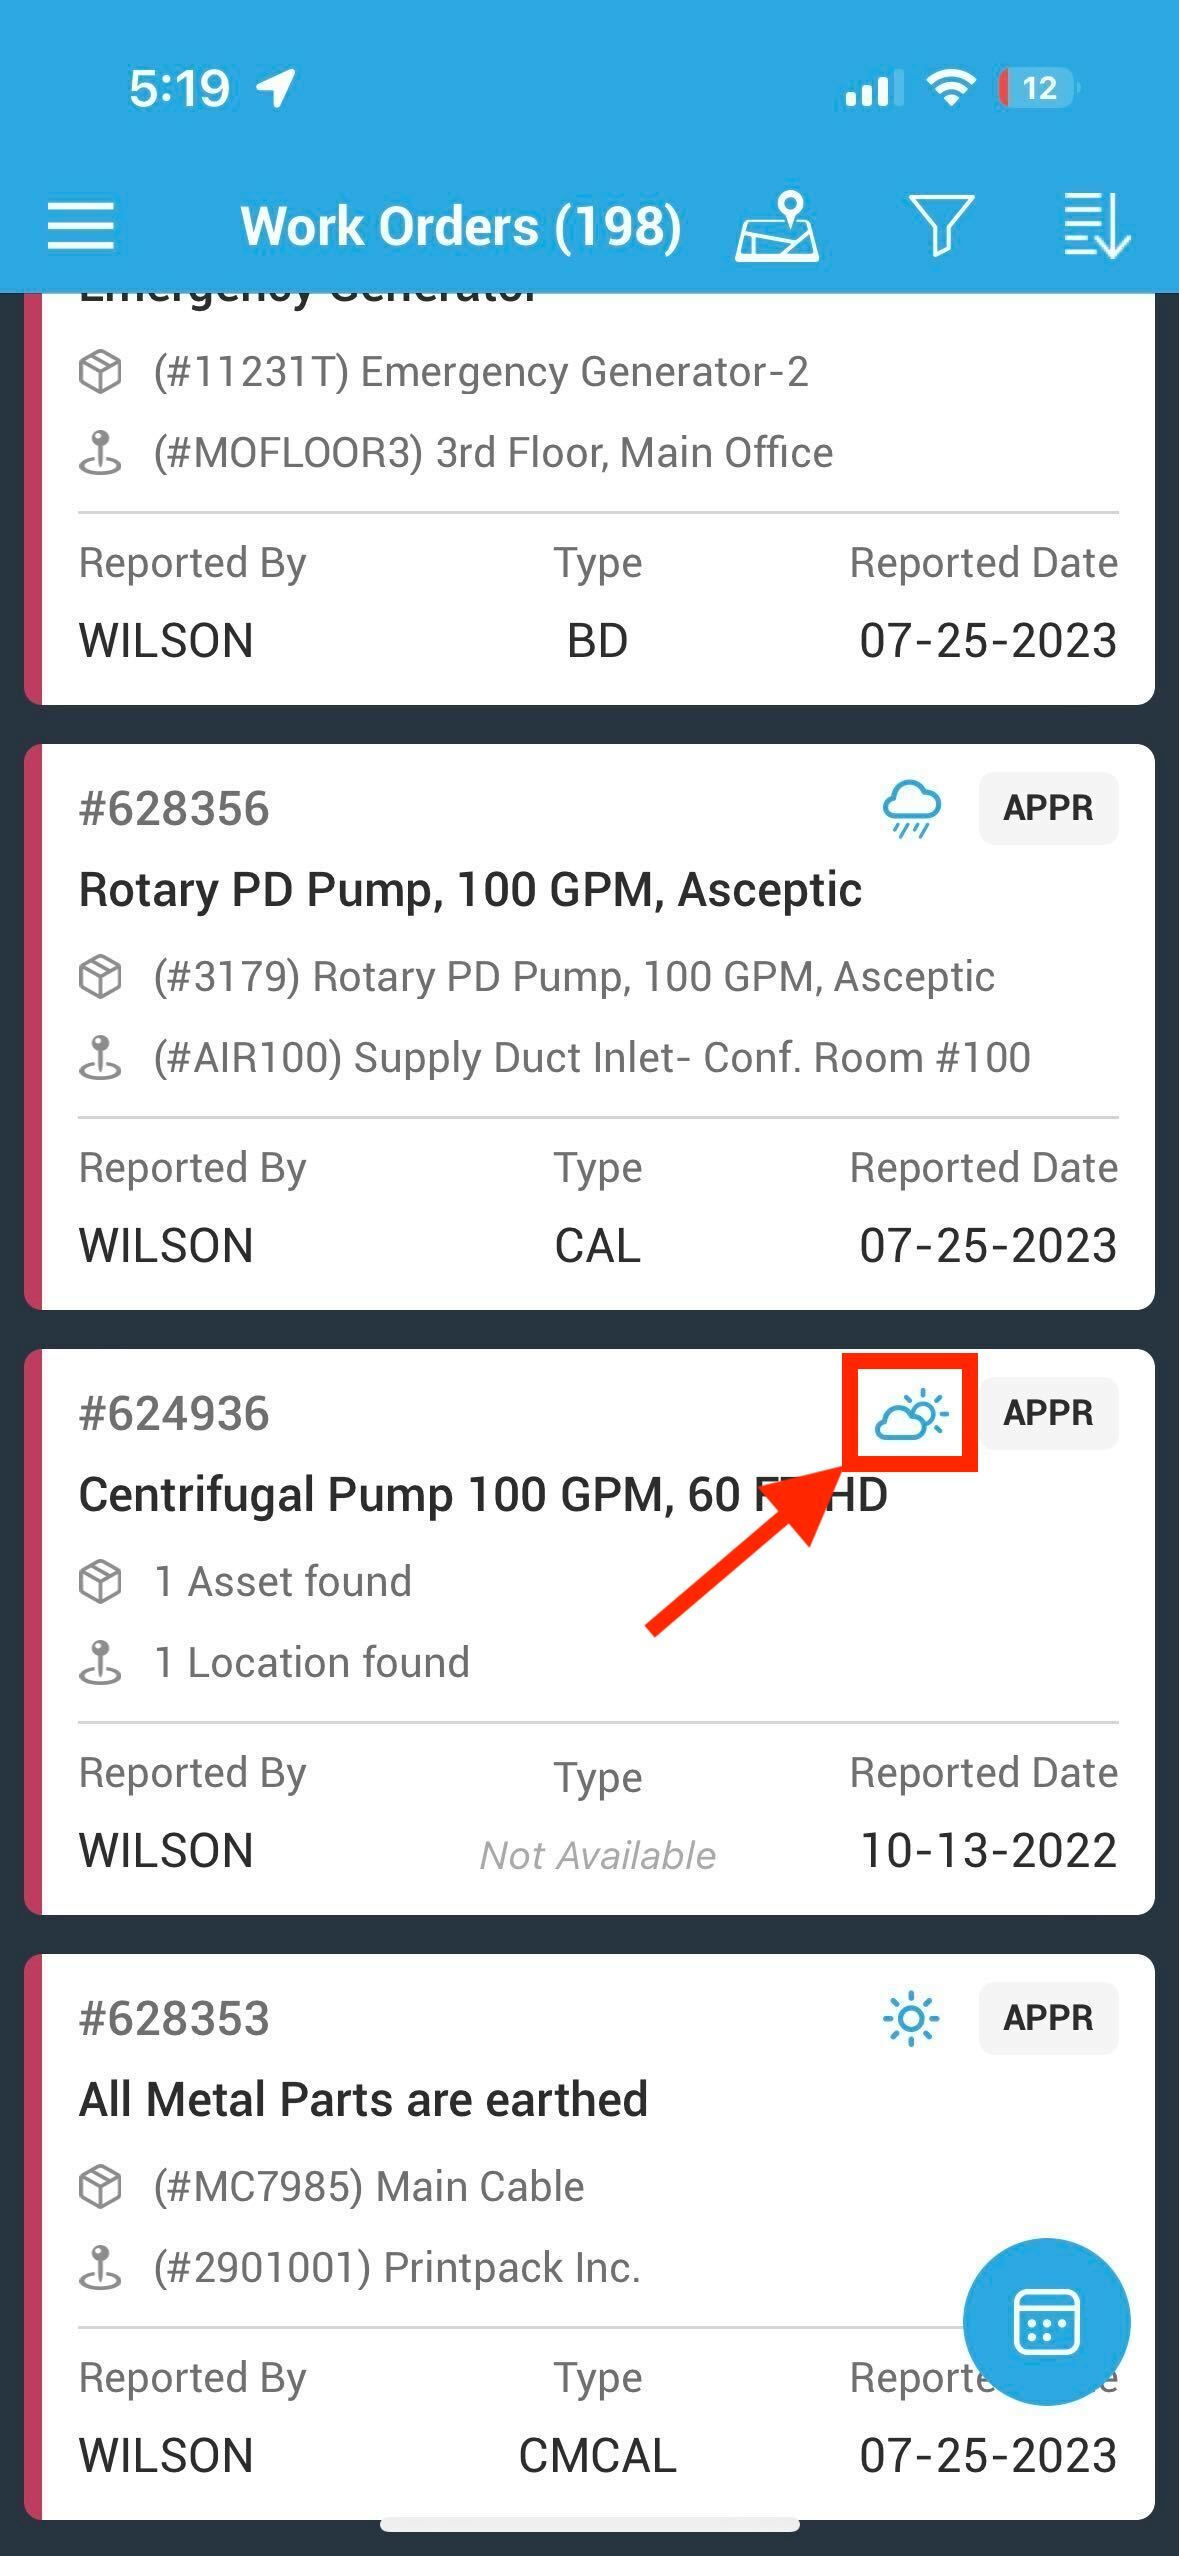 5:19
12
Work Orders (198)
Emergency Generator
(#11231T) Emergency Generator-2
(#MOFLOOR3) 3rd Floor, Main Office
Reported By Type Reported Date
WILSON BD 07-25-2023
#628356 APPR
Rotary PD Pump, 100 GPM, Asceptic
(#3179) Rotary PD Pump, 100 GPM, Asceptic
(#AIR100) Supply Duct Inlet- Conf. Room #100
Reported By Type Reported Date
WILSON CAL 07-25-2023
#624936 APPR
Centrifugal Pump 100 GPM, 60 HD
1 Asset found
1 Location found
Reported By Type Reported Date
WILSON Not Available 10-13-2022
#628353 APPR
All Metal Parts are earthed
(#MC7985) Main Cable
(#2901001) Printpack Inc.
Reported By Type
WILSON CMCAL 07-25-2023